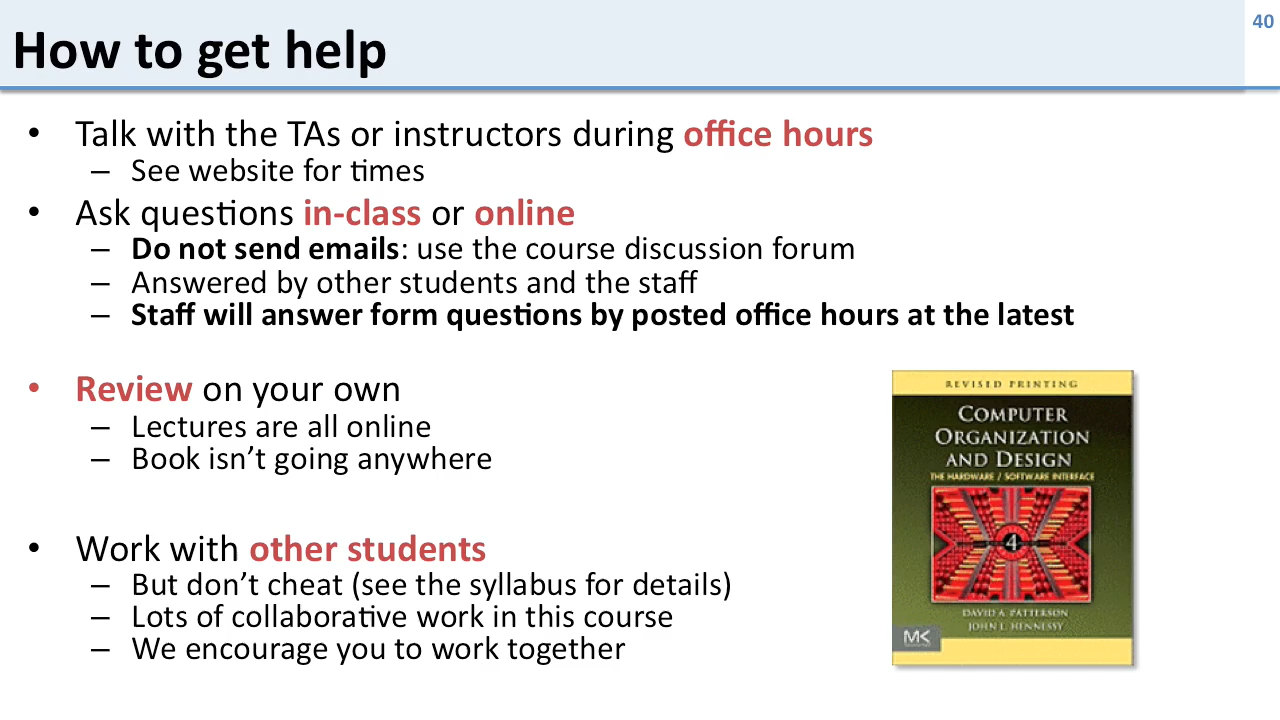 40
How to get help
• Talk with the TAs or instructors during office hours
– See website for times
• Ask questions in-class or online
– Do not send emails: use the course discussion forum
– Answered by other students and the staff
– Staff will answer form questions by posted office hours at the latest
• Review on your own
– Lectures are all online
– Book isn't going anywhere
• Work with other students
– But don't cheat (see the syllabus for details)
– Lots of collaborative work in this course
– We encourage you to work together
REVISED PRINTING
COMPUTER
ORGANIZATION
AND DESIGN
THE HARDWARE / SOFTWARE INTERFACE
4
DAVID A. PATTERSON
JOHN L. HENNESSY
MK